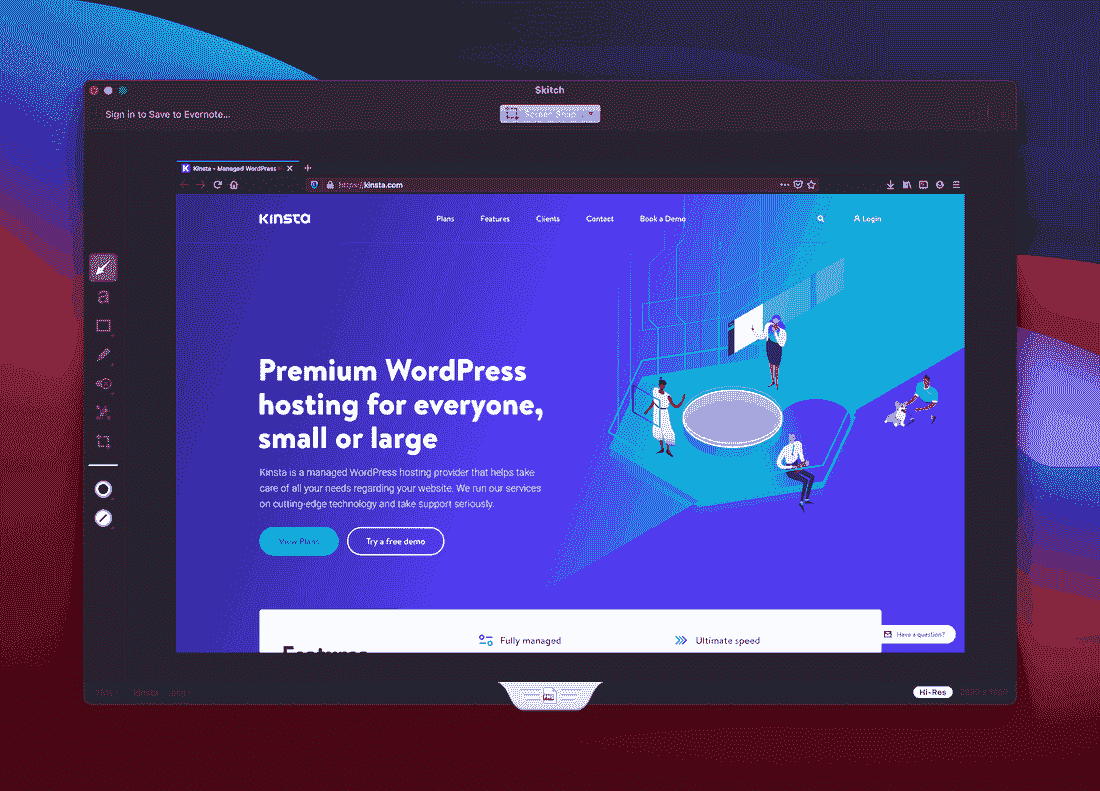 Skitch
Sign in to Save to Evernote...
Screen Snap
Kinsta - Managed WordPress
https://kinsta.com
KINSTA
Plans Features Clients Contact Book a Demo Login
Premium WordPress
hosting for everyone,
small or large
Kinsta is a managed WordPress hosting provider that helps take
care of all your needs regarding your website. We run our services
on cutting-edge technology and take support seriously.
View Plans Try a free demo
Features Fully managed Ultimate speed
Have a question?
kinsta
Hi-Res